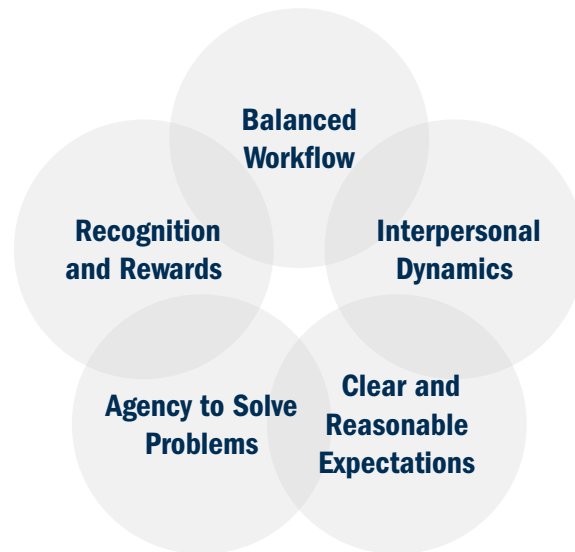 Balanced
Workflow
Recognition
and Rewards
Interpersonal
Dynamics
Agency to Solve
Problems
Clear and
Reasonable
Expectations